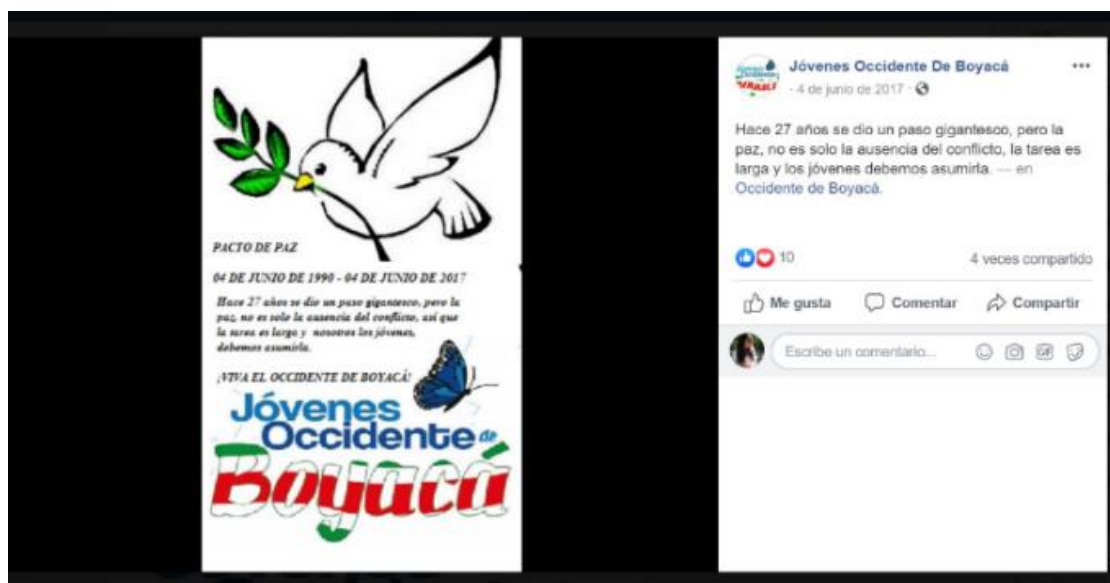 PACTO DE PAZ
04 DE JUNIO DE 1990 - 04 DE JUNIO DE 2017
Hace 27 años se dio un paso gigantesco, pero la
paz, no es solo la ausencia del conflicto, así que
la tarea es larga y nosotros los jóvenes,
debemos asumirla.
¡VIVA EL OCCIDENTE DE BOYACÁ!
Jóvenes
Occidente de
Boyacá
Jóvenes Occidente De Boyacá
· 4 de junio de 2017 ·
Hace 27 años se dio un paso gigantesco, pero la
paz, no es solo la ausencia del conflicto, la tarea es
larga y los jóvenes debemos asumirla. — en
Occidente de Boyacá.
10
4 veces compartido
Me gusta Comentar Compartir
Escribe un comentario... GIF